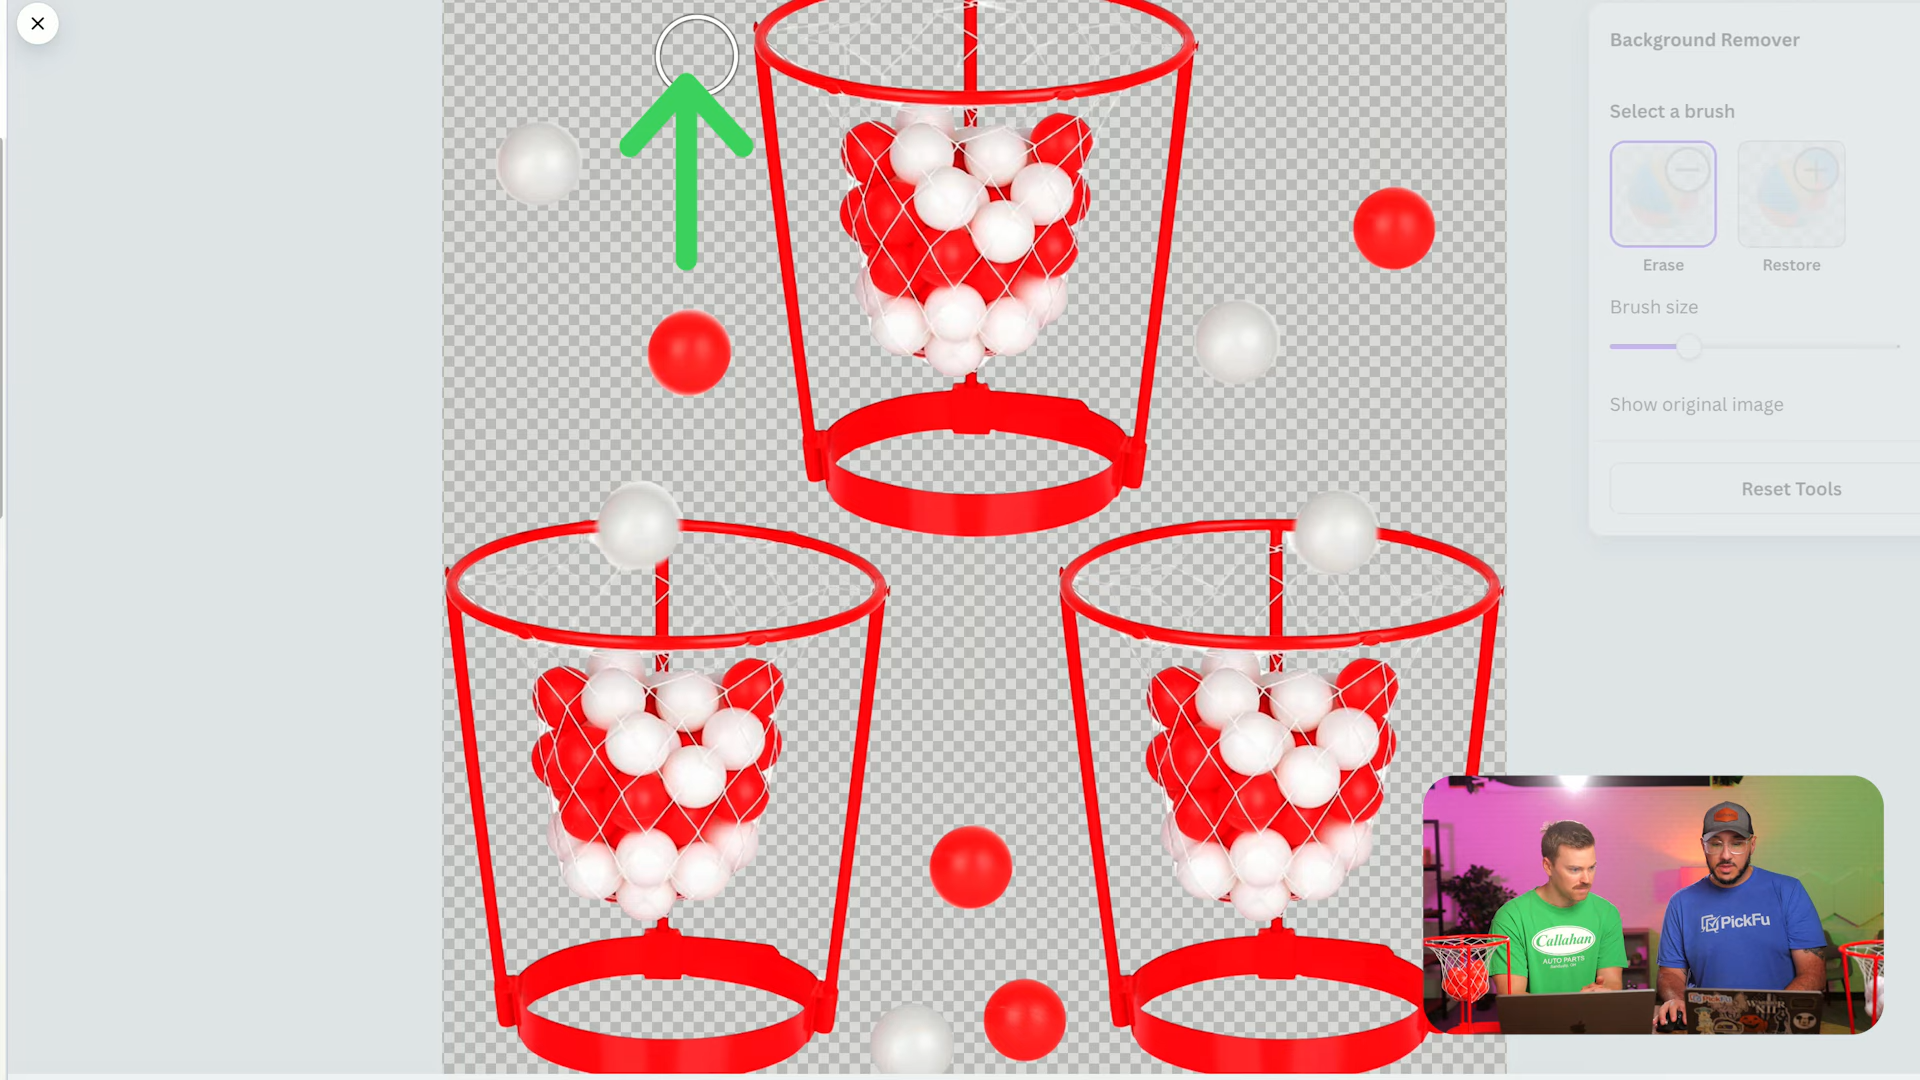 Background Remover
Select a brush
Erase
Restore
Brush size
Show original image
Reset Tools
Callahan
AUTO PARTS
PickFu